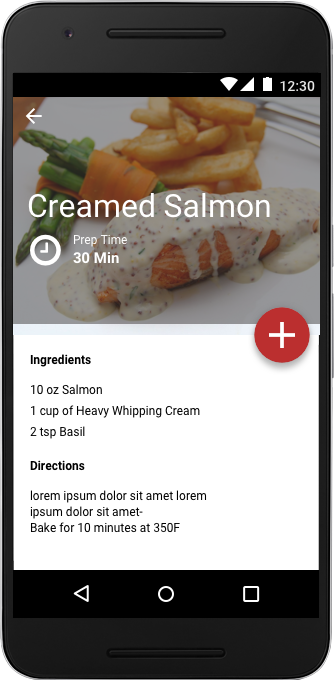 12:30
Creamed Salmon
Prep Time
30 Min
Ingredients
10 oz Salmon
1 cup of Heavy Whipping Cream
2 tsp Basil
Directions
lorem ipsum dolor sit amet lorem
ipsum dolor sit amet-
Bake for 10 minutes at 350F